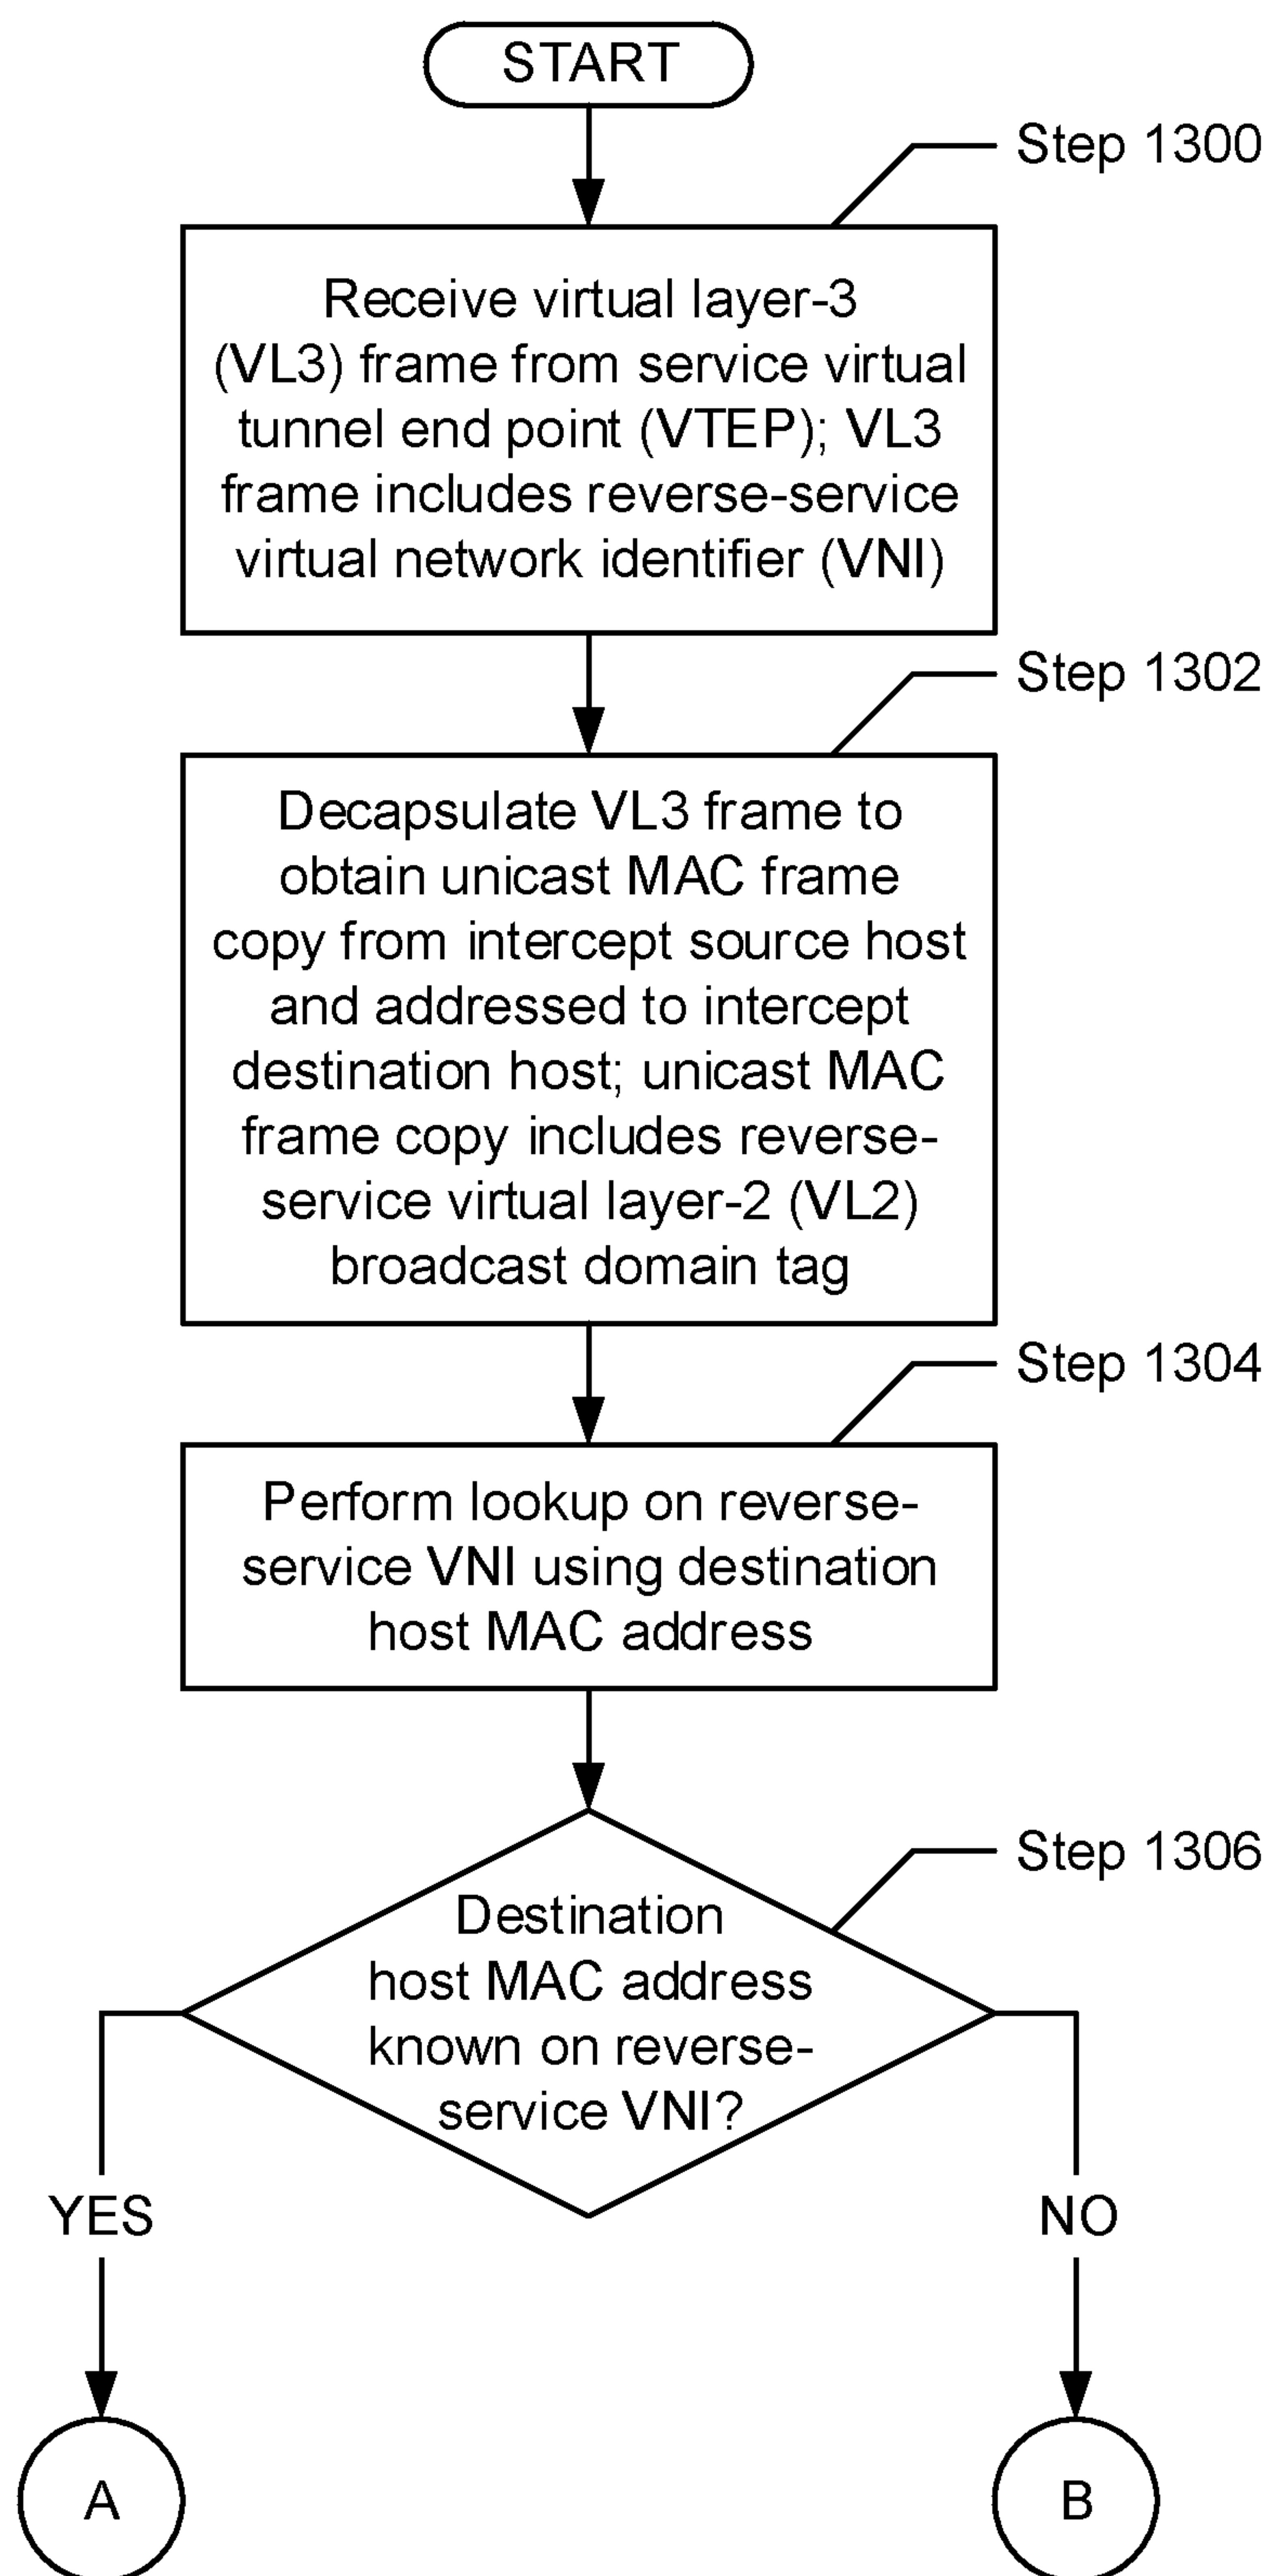 START
Step 1300
Receive virtual layer-3
(VL3) frame from service virtual
tunnel end point (VTEP); VL3
frame includes reverse-service
virtual network identifier (VNI)
Step 1302
Decapsulate VL3 frame to
obtain unicast MAC frame
copy from intercept source host
and addressed to intercept
destination host; unicast MAC
frame copy includes reverse-
service virtual layer-2 (VL2)
broadcast domain tag
Step 1304
Perform lookup on reverse-
service VNI using destination
host MAC address
Step 1306
Destination
host MAC address
known on reverse-
service VNI?
YES
NO
A
B